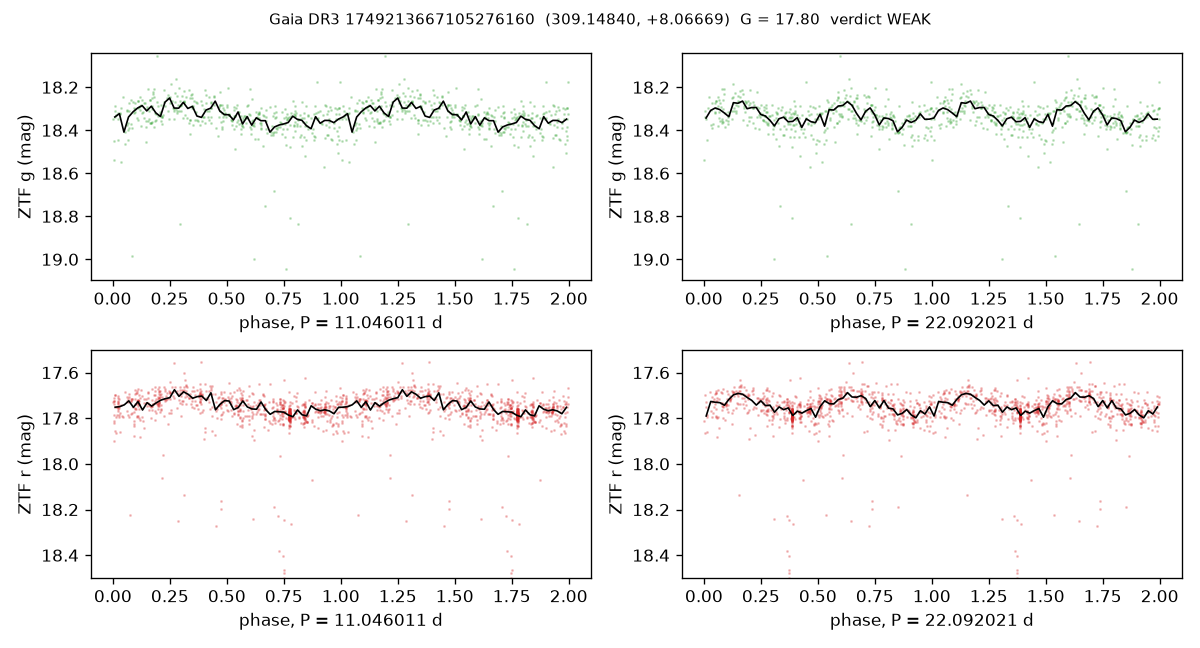 Gaia DR3 1749213667105276160  (309.14840, +8.06669)  G = 17.80  verdict WEAK
ZTF g (mag)
18.2
18.4
18.6
18.8
19.0
0.00 0.25 0.50 0.75 1.00 1.25 1.50 1.75 2.00
phase, P = 11.046011 d
ZTF g (mag)
18.2
18.4
18.6
18.8
19.0
0.00 0.25 0.50 0.75 1.00 1.25 1.50 1.75 2.00
phase, P = 22.092021 d
ZTF r (mag)
17.6
17.8
18.0
18.2
18.4
0.00 0.25 0.50 0.75 1.00 1.25 1.50 1.75 2.00
phase, P = 11.046011 d
ZTF r (mag)
17.6
17.8
18.0
18.2
18.4
0.00 0.25 0.50 0.75 1.00 1.25 1.50 1.75 2.00
phase, P = 22.092021 d